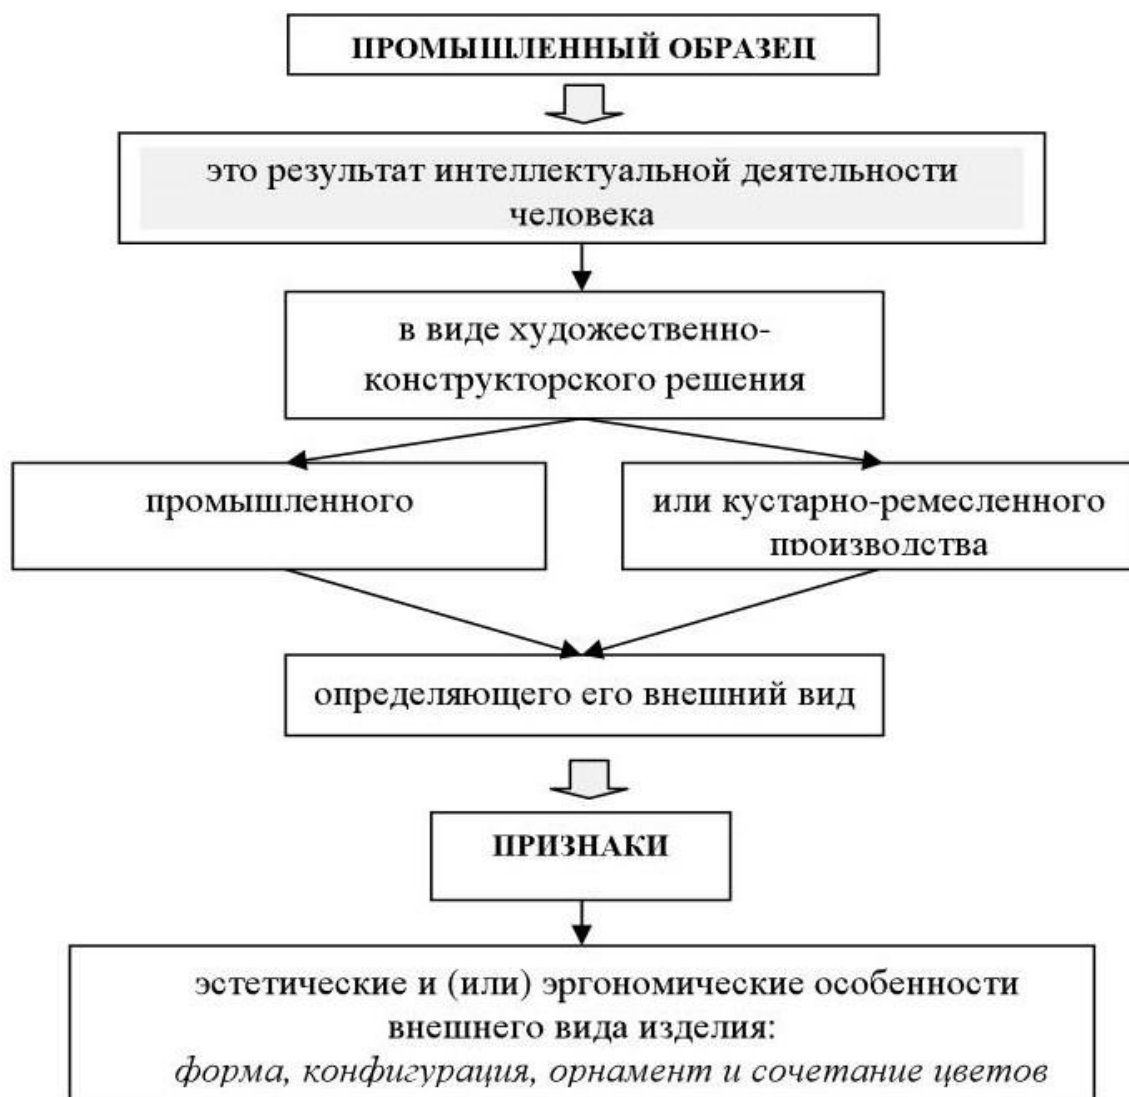 ПРОМЫШЛЕННЫЙ ОБРАЗЕЦ
это результат интеллектуальной деятельности
человека
в виде художественно-
конструкторского решения
промышленного
или кустарно-ремесленного
производства
определяющего его внешний вид
ПРИЗНАКИ
эстетические и (или) эргономические особенности
внешнего вида изделия:
форма, конфигурация, орнамент и сочетание цветов